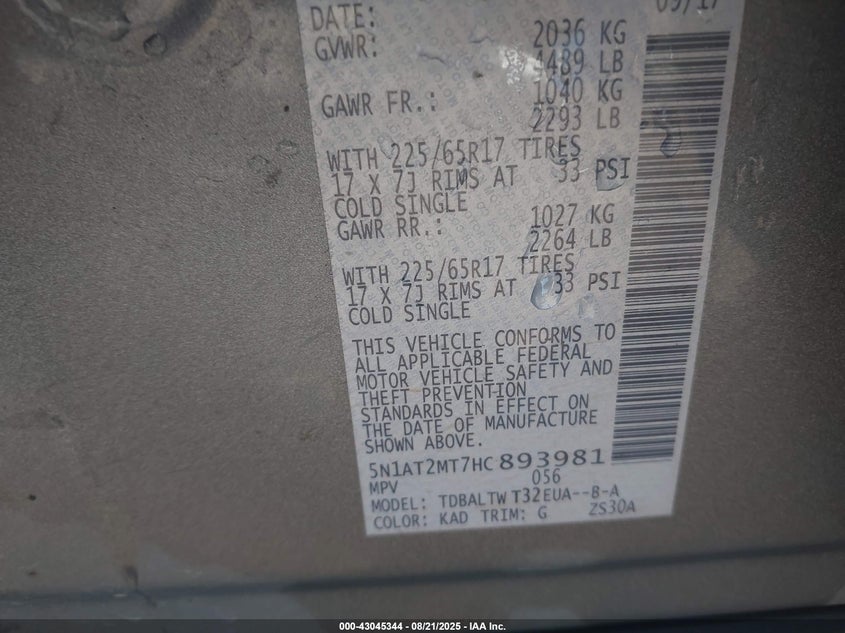 DATE: 09/17
GVWR: 2036 KG
4489 LB
GAWR FR.: 1040 KG
2293 LB
WITH 225/65R17 TIRES
17 X 7J RIMS AT 33 PSI
COLD SINGLE
GAWR RR.: 1027 KG
2264 LB
WITH 225/65R17 TIRES
17 X 7J RIMS AT 33 PSI
COLD SINGLE
THIS VEHICLE CONFORMS TO
ALL APPLICABLE FEDERAL
MOTOR VEHICLE SAFETY AND
THEFT PREVENTION
STANDARDS IN EFFECT ON
THE DATE OF MANUFACTURE
SHOWN ABOVE.
5N1AT2MT7HC893981
MPV 056
MODEL: TDBALTW T32EUA--B-A
COLOR: KAD TRIM: G ZS30A
000-43045344 - 08/21/2025 - IAA Inc.